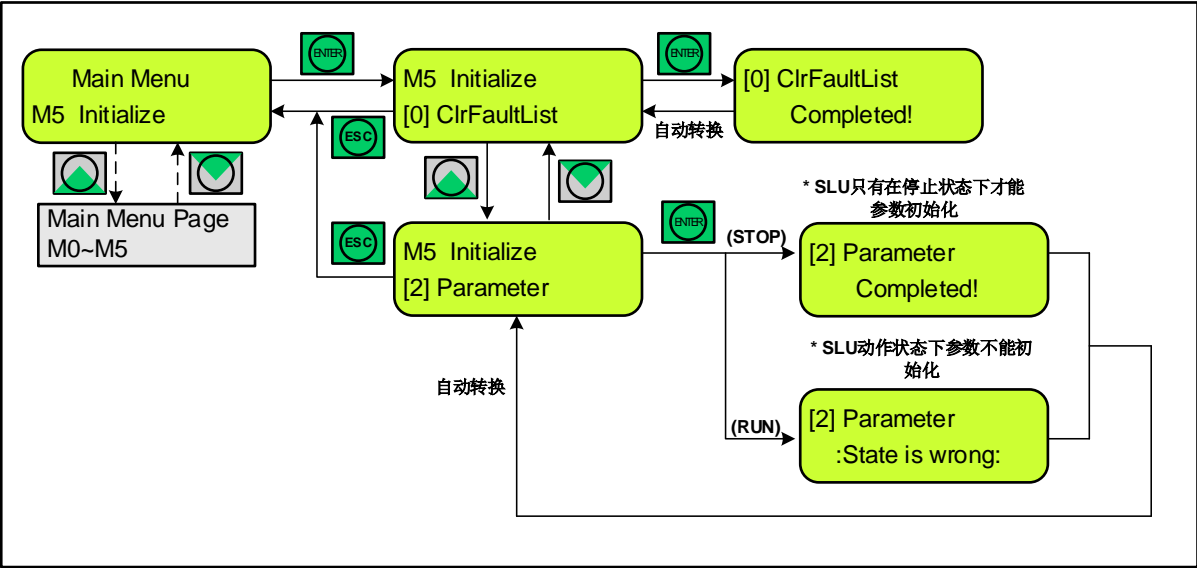 Main Menu
M5 Initialize
ENTER
M5 Initialize
[0] ClrFaultList
ENTER
[0] ClrFaultList
Completed!
自动转换
ESC
Main Menu Page
M0~M5
ESC
M5 Initialize
[2] Parameter
ENTER
(STOP)
* SLU只有在停止状态下才能
参数初始化
[2] Parameter
Completed!
* SLU动作状态下参数不能初
始化
自动转换
(RUN)
[2] Parameter
:State is wrong: